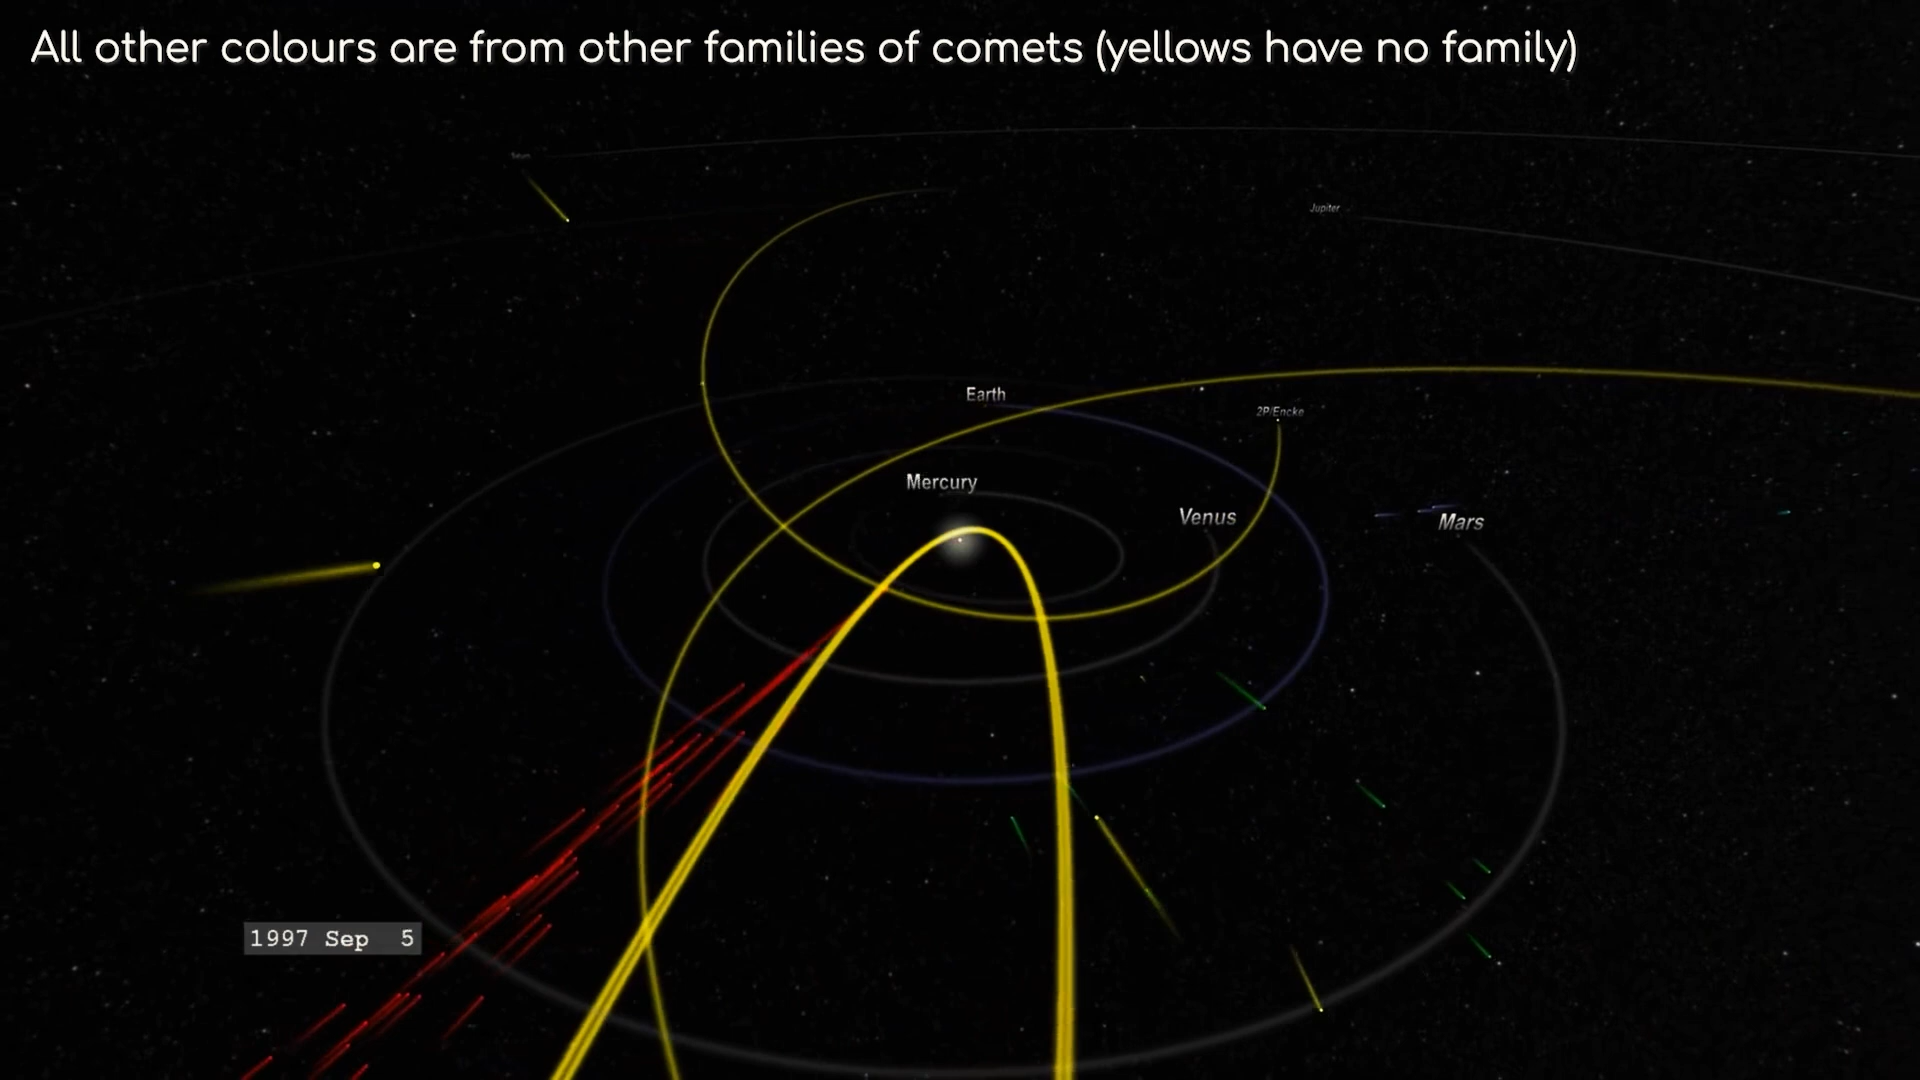 All other colours are from other families of comets (yellows have no family)
Saturn
Jupiter
Earth
2P/Encke
Mercury
Venus
Mars
1997 Sep 5